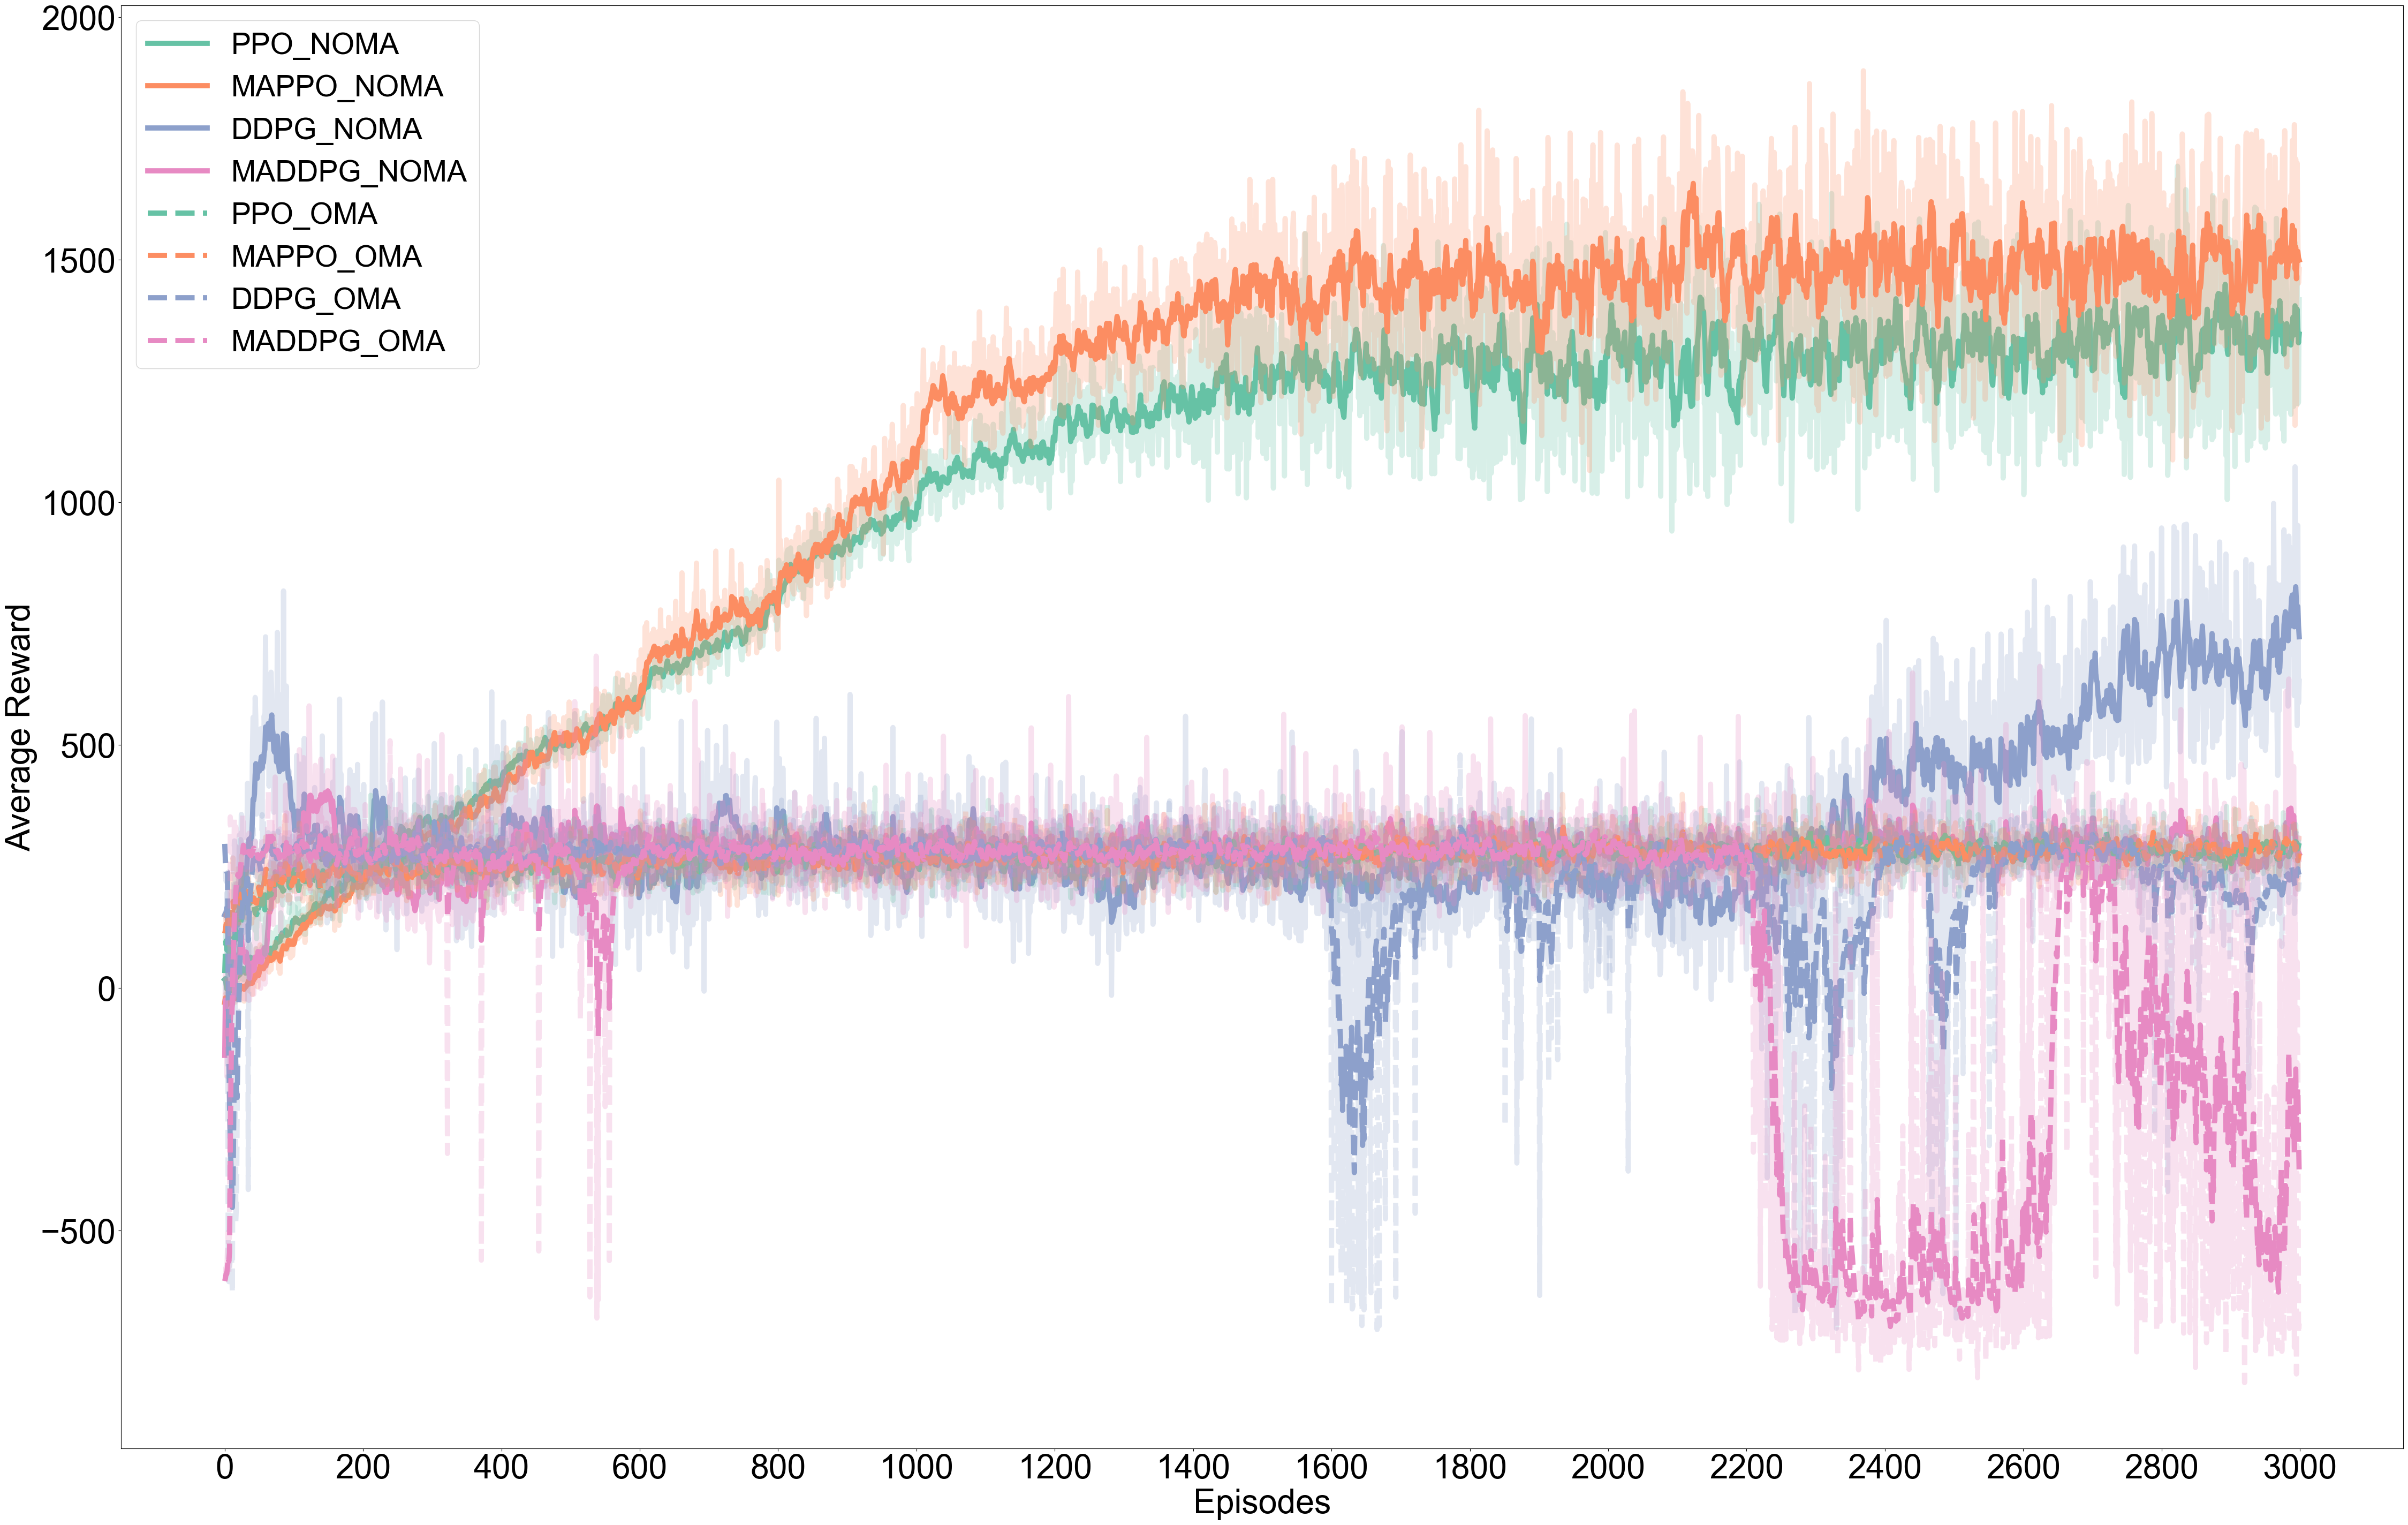 2000
1500
1000
500
0
−500
Average Reward
PPO_NOMA
MAPPO_NOMA
DDPG_NOMA
MADDPG_NOMA
PPO_OMA
MAPPO_OMA
DDPG_OMA
MADDPG_OMA
0 200 400 600 800 1000 1200 1400 1600 1800 2000 2200 2400 2600 2800 3000
Episodes